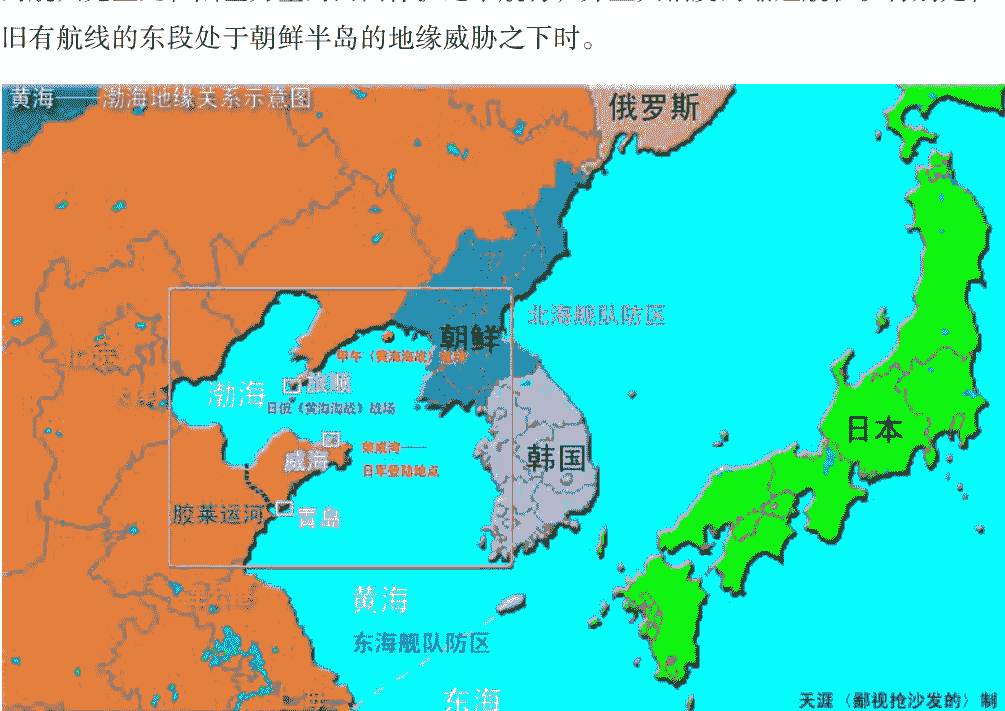 旧有航线的东段处于朝鲜半岛的地缘威胁之下时。
黄海——渤海地缘关系示意图
俄罗斯
北海舰队防区
朝鲜
甲午《黄海海战》战场
渤海
旅顺
日俄《黄海海战》战场
日本
荣威湾——
威海
韩国
日军登陆地点
胶莱运河
青岛
黄海
东海舰队防区
东海
天涯〈鄙视抢沙发的〉制